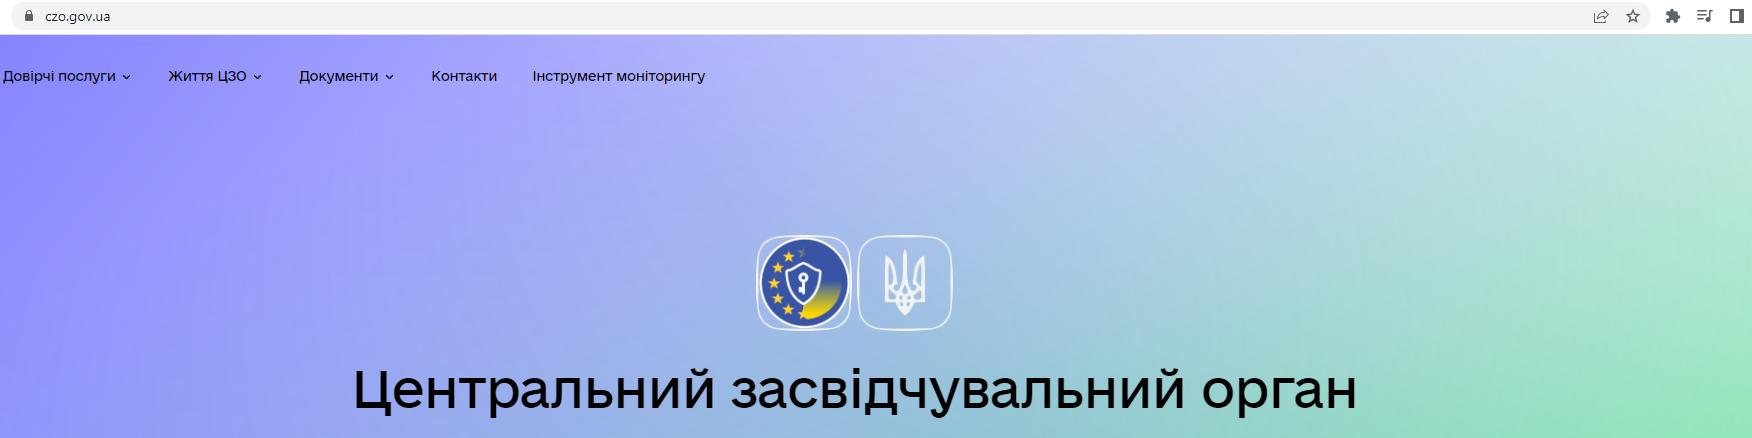 czo.gov.ua
Довірчі послуги Життя ЦЗО Документи Контакти Інструмент моніторингу
Центральний засвідчувальний орган